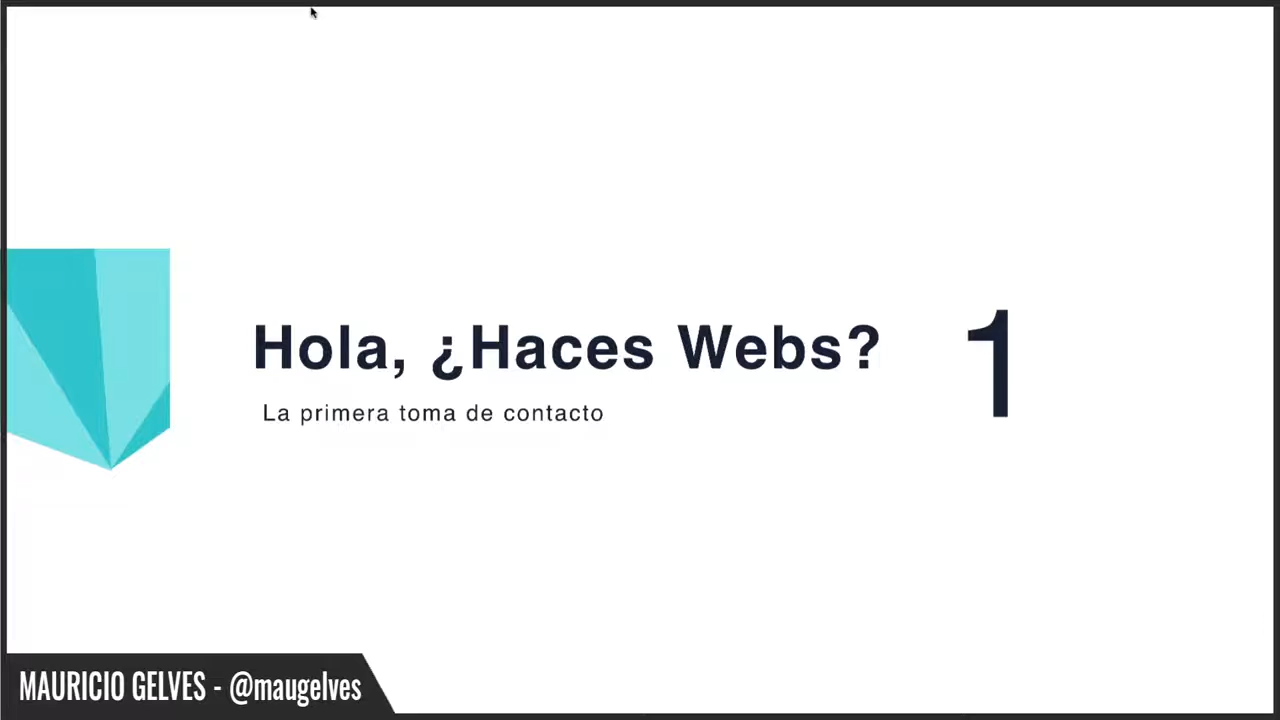 Hola, ¿Haces Webs?
1
La primera toma de contacto
MAURICIO GELVES - @maugelves